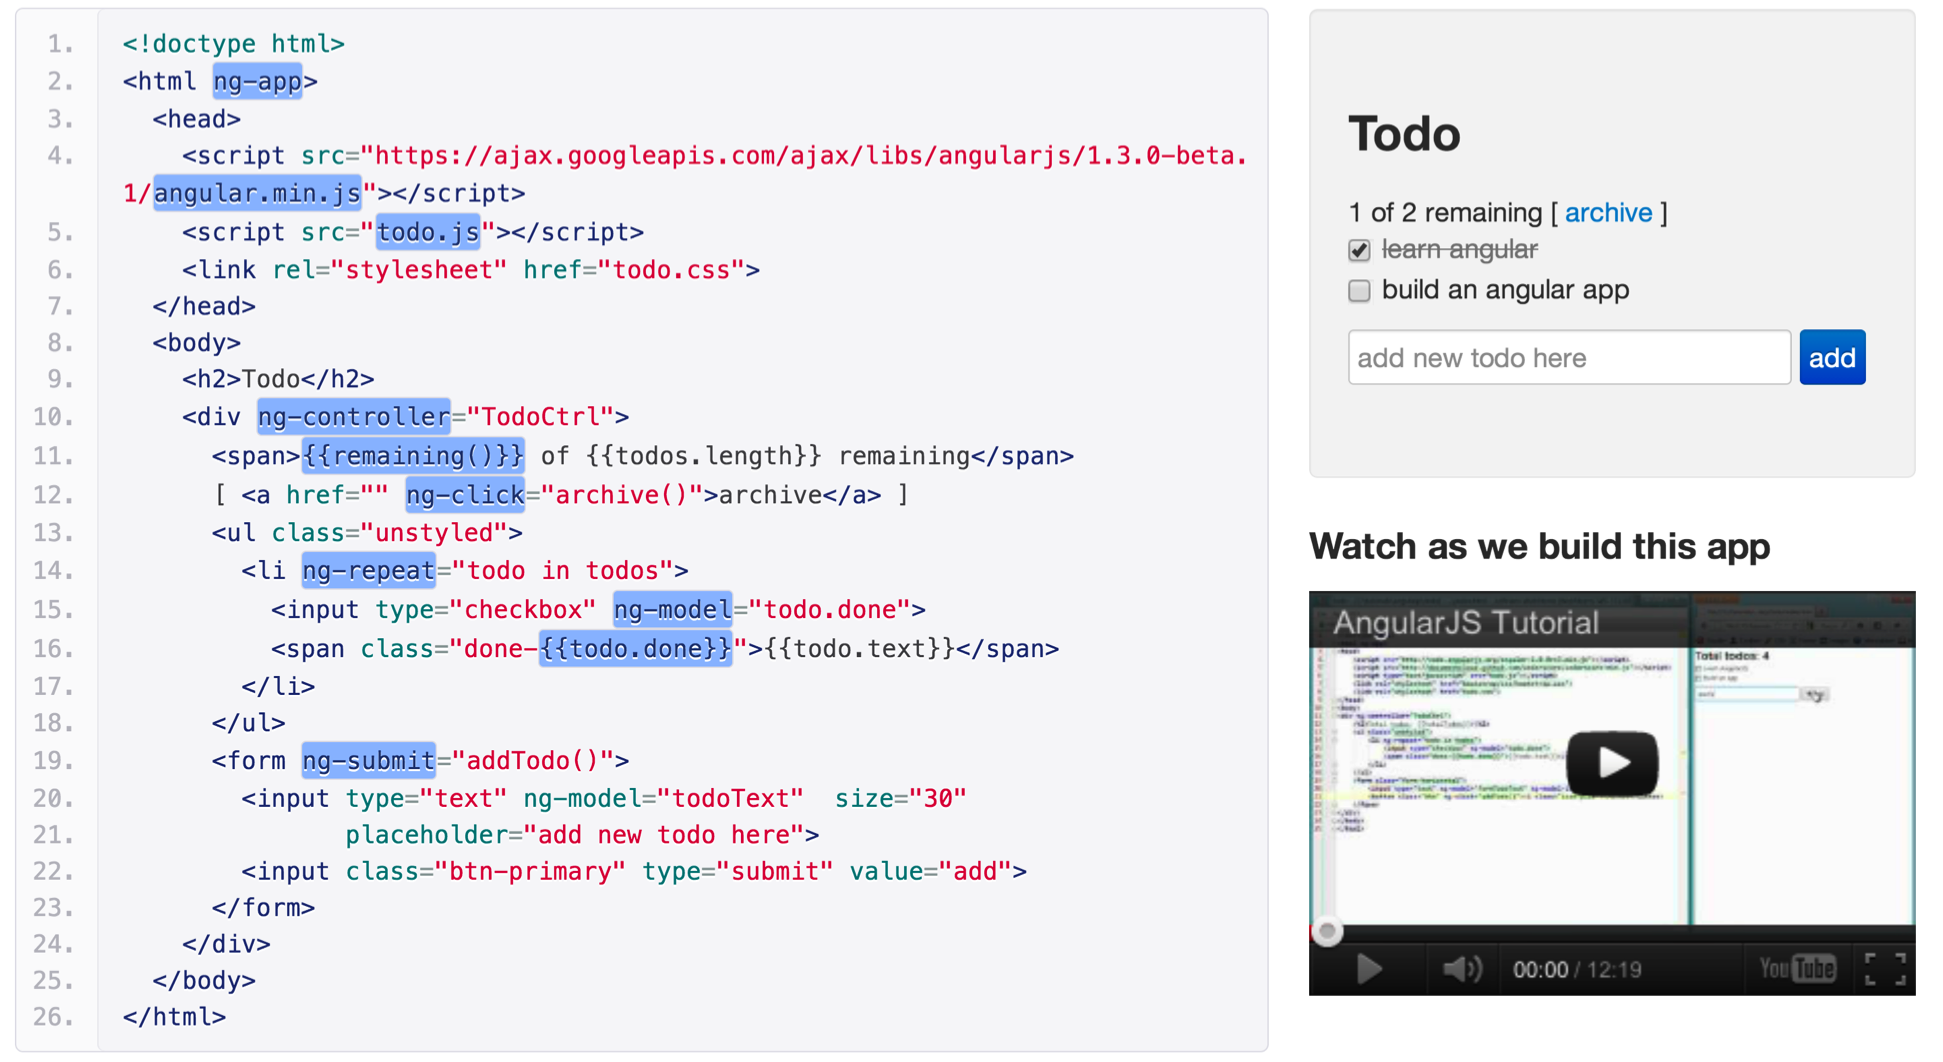 1. <!doctype html>
2. <html ng-app>
3. <head>
4. <script src="https://ajax.googleapis.com/ajax/libs/angularjs/1.3.0-beta.
1/angular.min.js"></script>
5. <script src="todo.js"></script>
6. <link rel="stylesheet" href="todo.css">
7. </head>
8. <body>
9. <h2>Todo</h2>
10. <div ng-controller="TodoCtrl">
11. <span>{{remaining()}} of {{todos.length}} remaining</span>
12. [ <a href="" ng-click="archive()">archive</a> ]
13. <ul class="unstyled">
14. <li ng-repeat="todo in todos">
15. <input type="checkbox" ng-model="todo.done">
16. <span class="done-{{todo.done}}">{{todo.text}}</span>
17. </li>
18. </ul>
19. <form ng-submit="addTodo()">
20. <input type="text" ng-model="todoText"  size="30"
21. placeholder="add new todo here">
22. <input class="btn-primary" type="submit" value="add">
23. </form>
24. </div>
25. </body>
26. </html>
Todo
1 of 2 remaining [ archive ]
learn angular
build an angular app
add new todo here add
Watch as we build this app
AngularJS Tutorial
Total todos: 4
00:00 / 12:19 YouTube